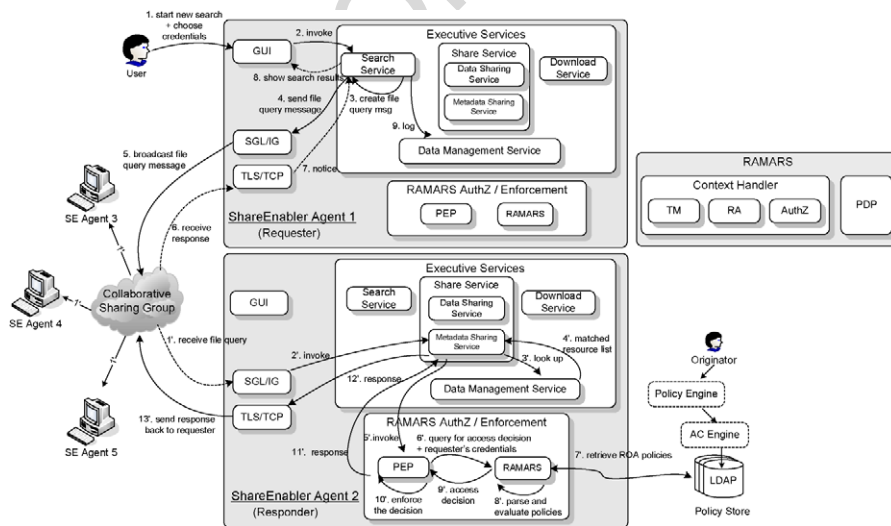 1. start new search
+ choose
credentials
User
GUI
2. invoke
8. show search results
Search
Service
4. send file
query message
3. create file
query msg
9. log
Executive Services
Share Service
Data Sharing
Service
Metadata Sharing
Service
Download
Service
Data Management Service
SGL/IG
TLS/TCP
7. notice
5. broadcast file
query message
6. receive
response
RAMARS AuthZ / Enforcement
PEP
RAMARS
ShareEnabler Agent 1
(Requester)
RAMARS
Context Handler
TM
RA
AuthZ
PDP
SE Agent 3
SE Agent 4
SE Agent 5
1'.
1'.
1'.
Collaborative
Sharing Group
1'. receive file query
13'. send response
back to requester
GUI
SGL/IG
TLS/TCP
2'. invoke
12'. response
11'. response
Executive Services
Search
Service
Share Service
Data Sharing
Service
Metadata Sharing
Service
Download
Service
3'. look up
4'. matched
resource list
Data Management Service
RAMARS AuthZ / Enforcement
5'.invoke
6'. query for access decision
+ requester's credentials
PEP
RAMARS
10'. enforce
the decision
9'. access
decision
8'. parse and
evaluate policies
7'. retrieve ROA policies
ShareEnabler Agent 2
(Responder)
Originator
Policy Engine
AC Engine
LDAP
Policy Store